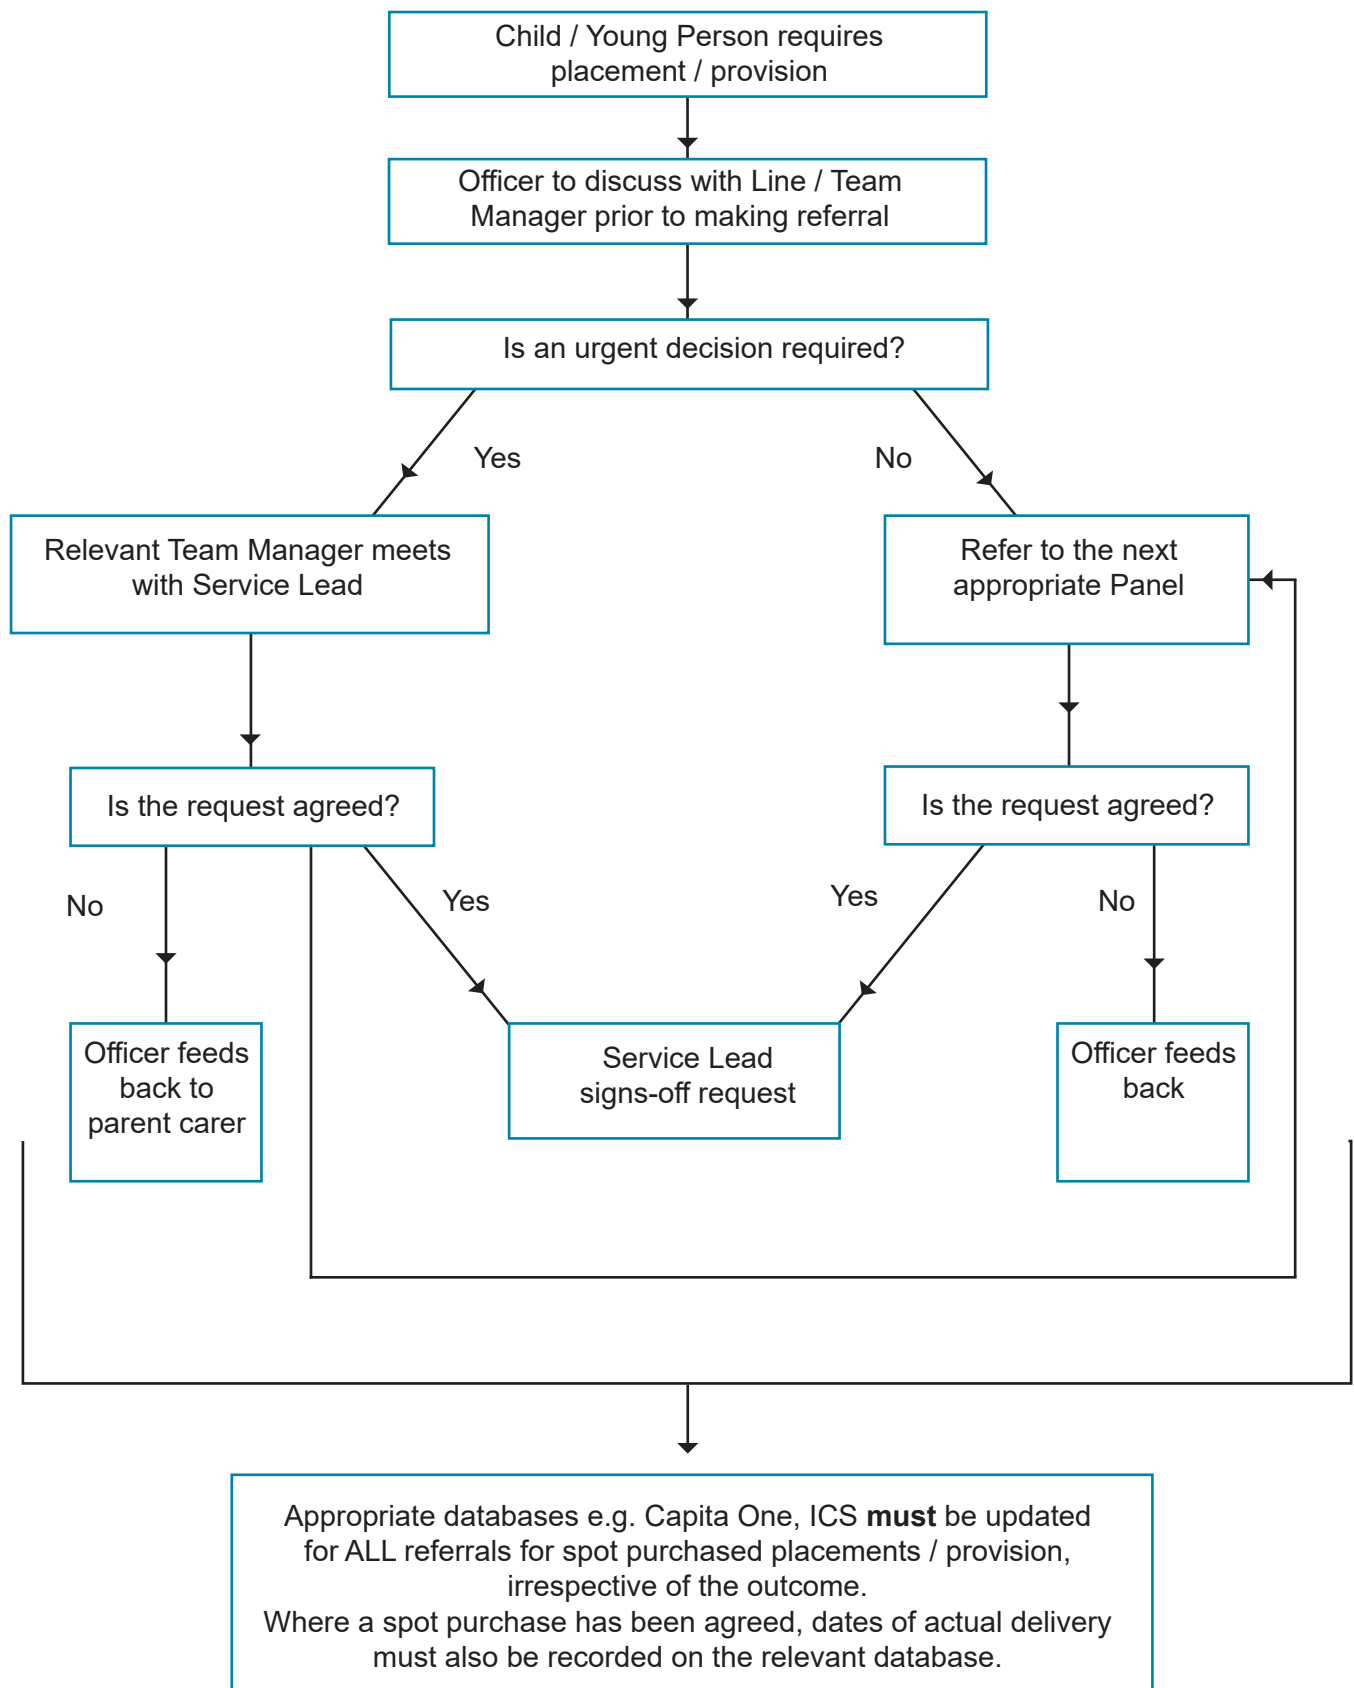 Child / Young Person requires
placement / provision
Officer to discuss with Line / Team
Manager prior to making referral
Is an urgent decision required?
Yes
No
Relevant Team Manager meets
with Service Lead
Refer to the next
appropriate Panel
Is the request agreed?
Is the request agreed?
No
Yes
Yes
No
Officer feeds
back to
parent carer
Service Lead
signs-off request
Officer feeds
back
Appropriate databases e.g. Capita One, ICS must be updated
for ALL referrals for spot purchased placements / provision,
irrespective of the outcome.
Where a spot purchase has been agreed, dates of actual delivery
must also be recorded on the relevant database.